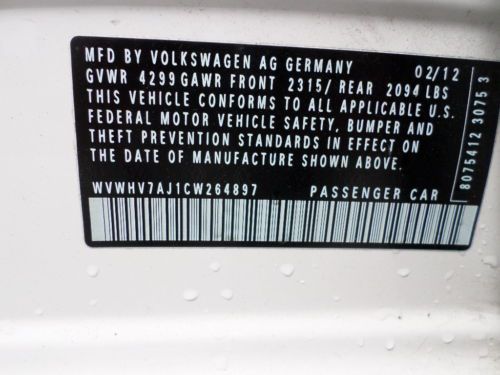 MFD BY VOLKSWAGEN AG GERMANY 02/12
GVWR 4299 GAWR FRONT 2315/ REAR 2094 LBS
THIS VEHICLE CONFORMS TO ALL APPLICABLE U.S.
FEDERAL MOTOR VEHICLE SAFETY, BUMPER AND
THEFT PREVENTION STANDARDS IN EFFECT ON
THE DATE OF MANUFACTURE SHOWN ABOVE.
WVWHV7AJ1CW264897 PASSENGER CAR
8075412 3075 3